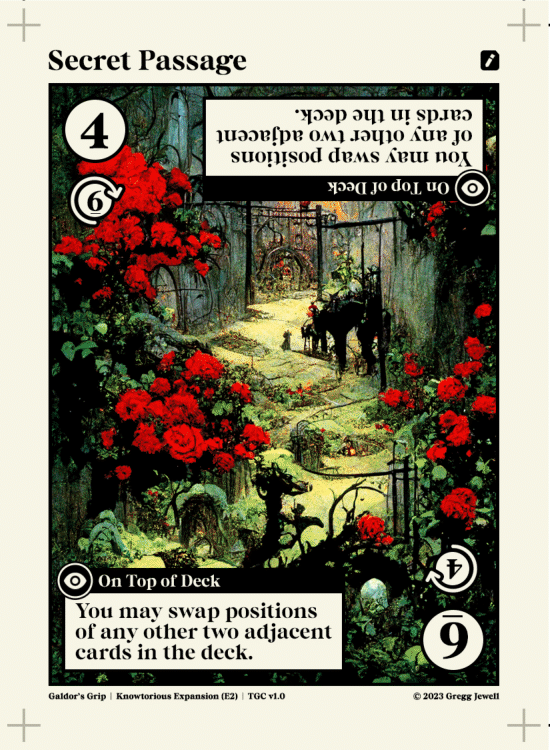 Secret Passage
4
6
You may swap positions
of any other two adjacent
cards in the deck.
On Top of Deck
On Top of Deck
You may swap positions
of any other two adjacent
cards in the deck.
4
6
Galdor's Grip | Knowtorious Expansion (E2) | TGC v1.0
© 2023 Gregg Jewell